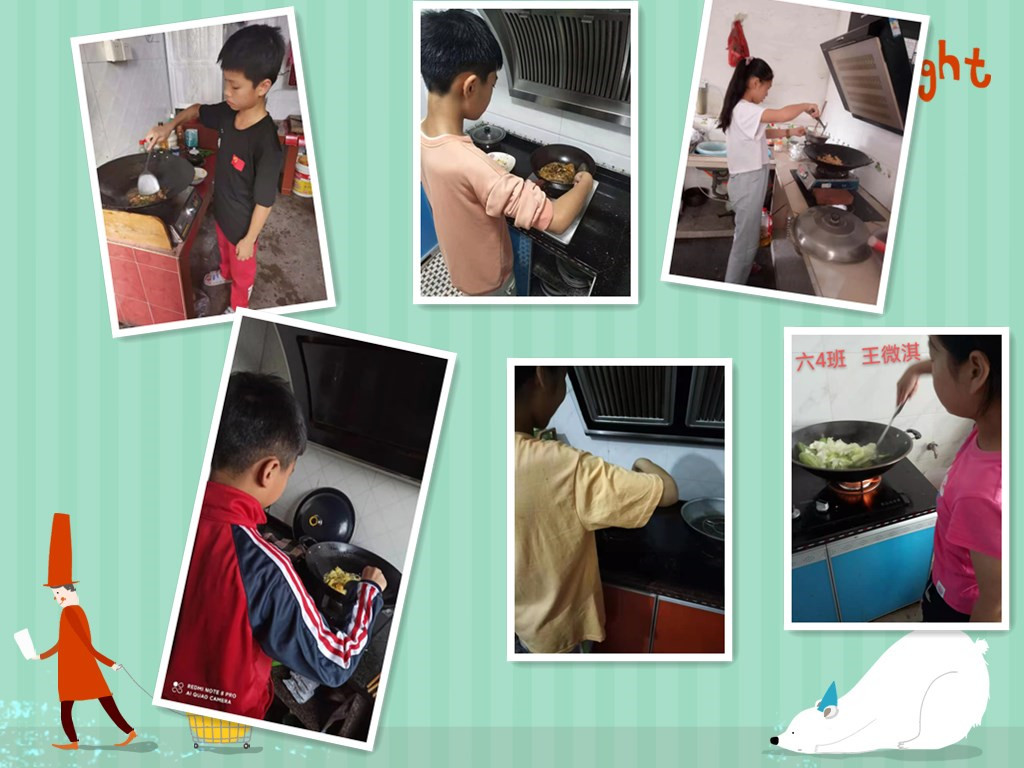 ght
六4班 王微淇
REDMI NOTE 8 PRO
AI QUAD CAMERA